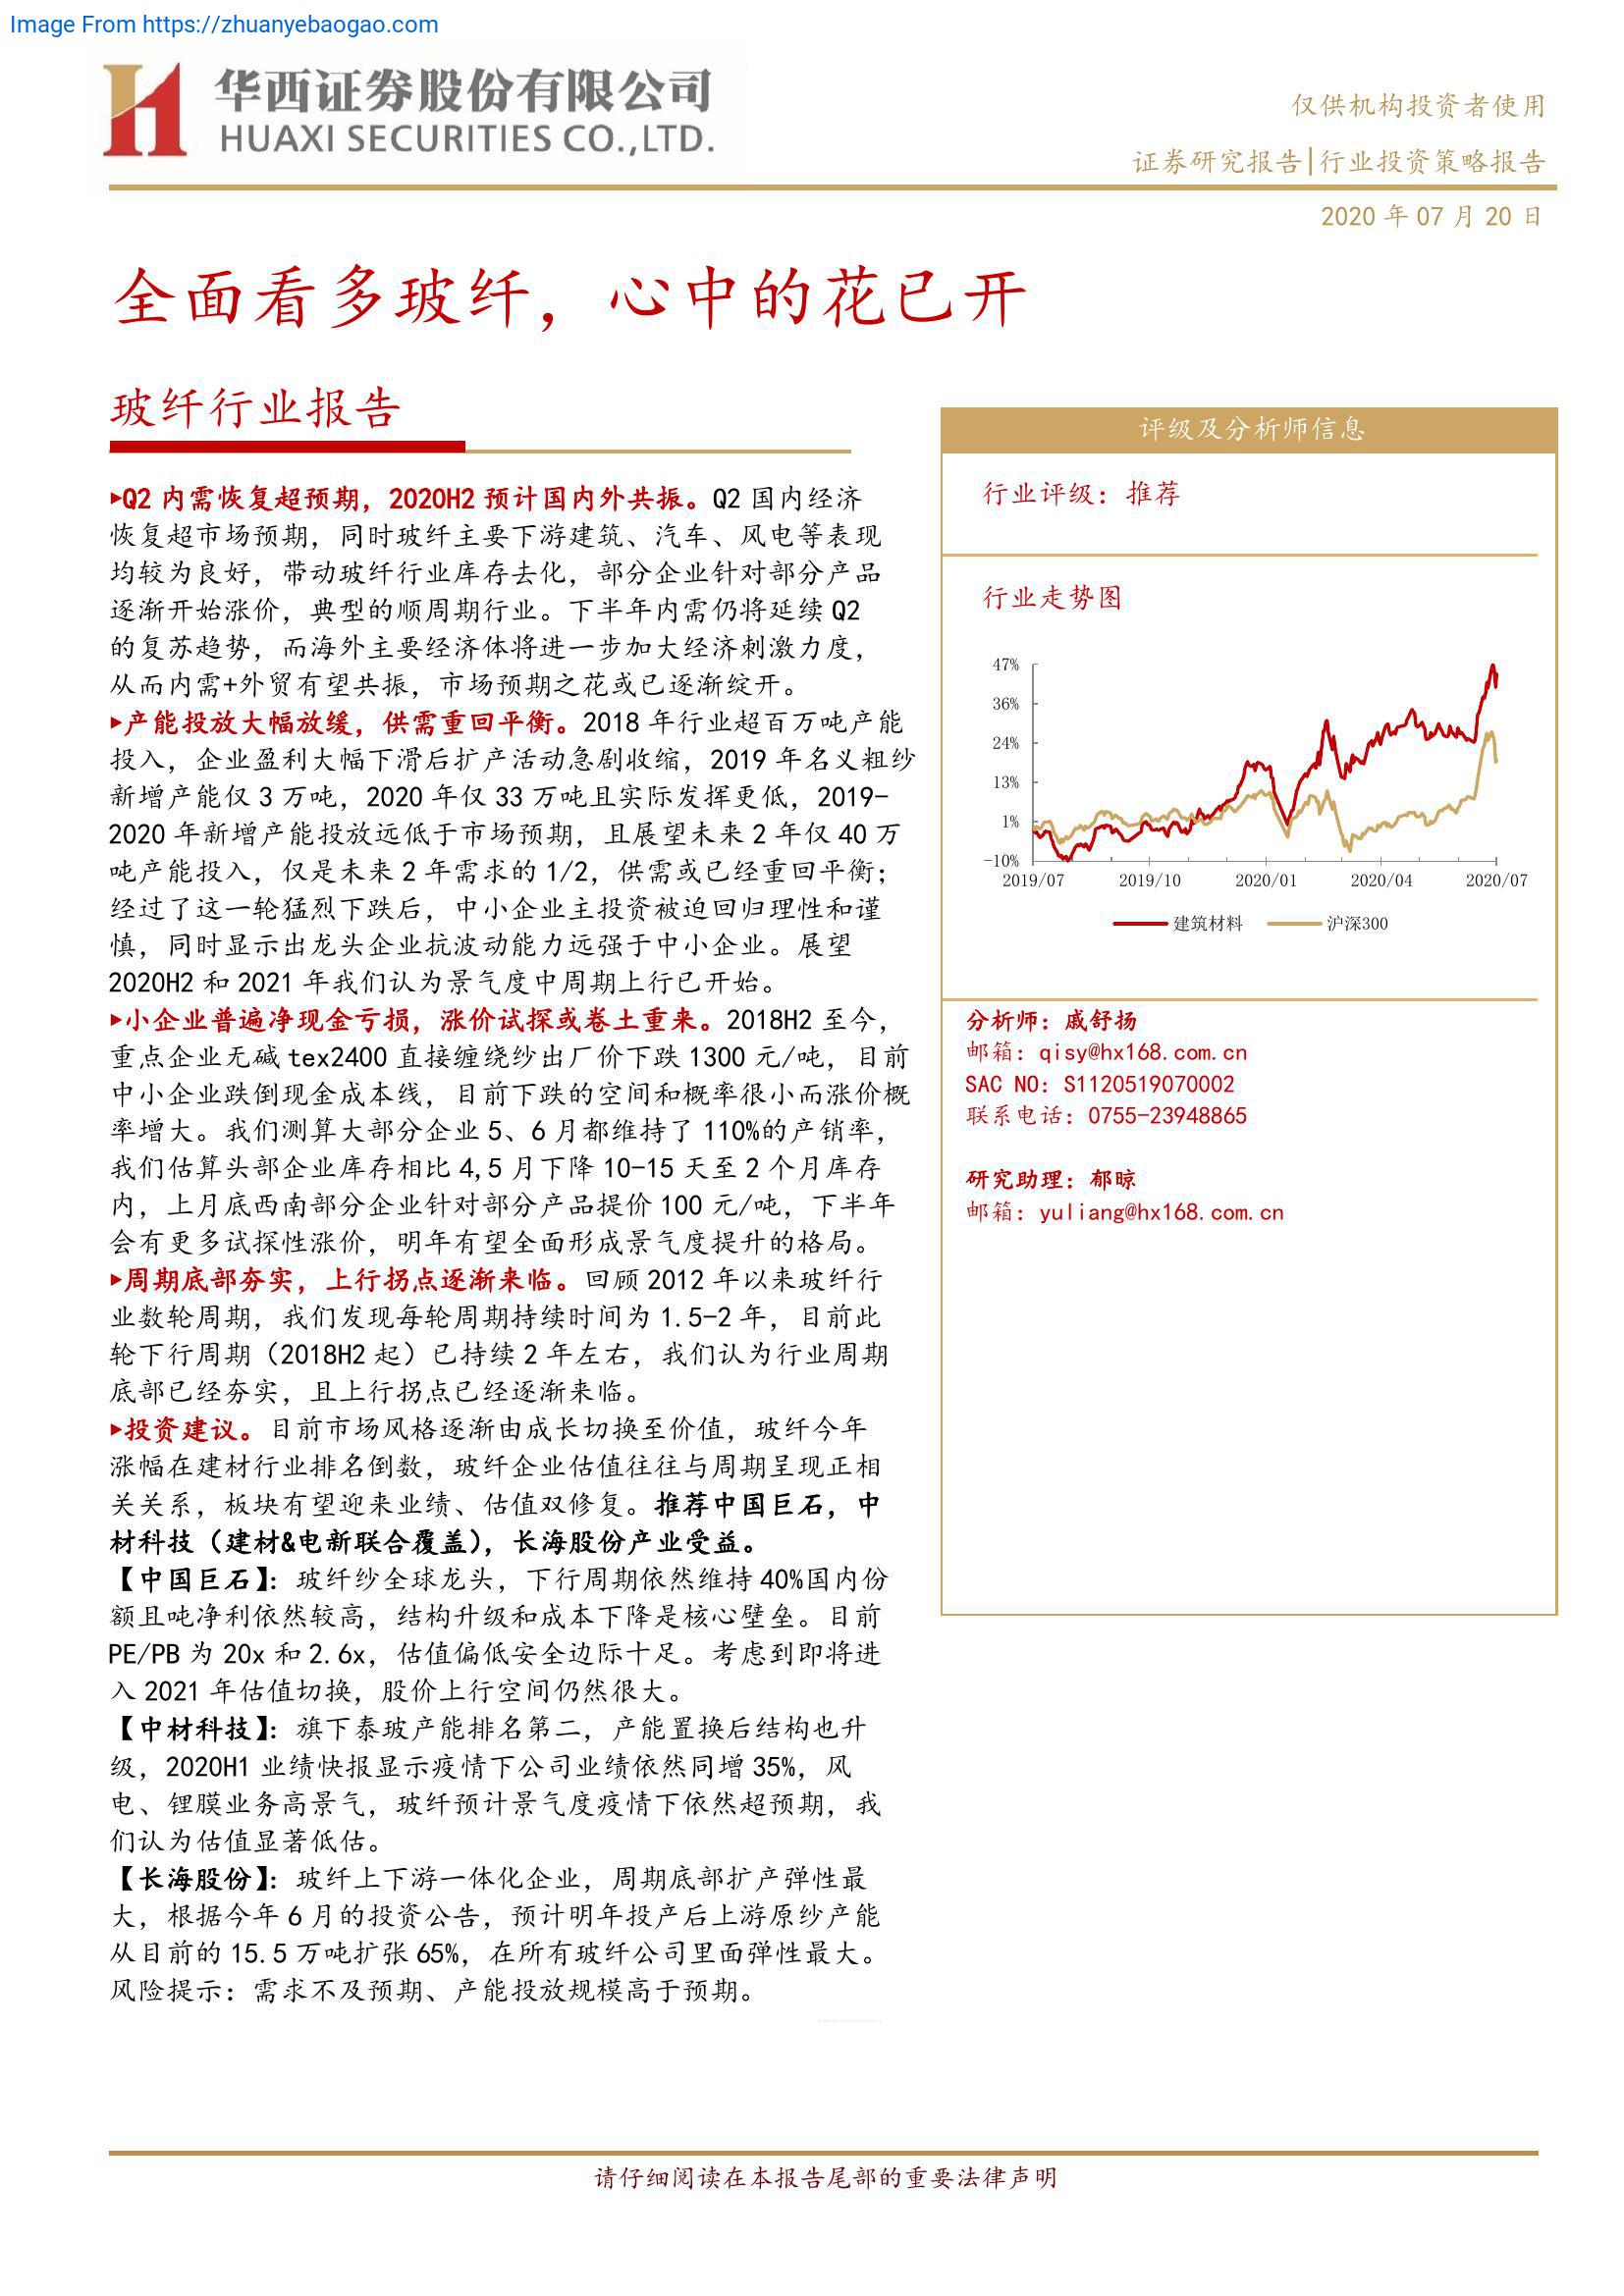 Image From https://zhuanyebaogao.com
华西证券股份有限公司
HUAXI SECURITIES CO.,LTD.
仅供机构投资者使用
证券研究报告|行业投资策略报告
2020 年 07 月 20 日
全面看多玻纤，心中的花已开
玻纤行业报告
▸Q2 内需恢复超预期，2020H2 预计国内外共振。Q2 国内经济
恢复超市场预期，同时玻纤主要下游建筑、汽车、风电等表现
均较为良好，带动玻纤行业库存去化，部分企业针对部分产品
逐渐开始涨价，典型的顺周期行业。下半年内需仍将延续 Q2
的复苏趋势，而海外主要经济体将进一步加大经济刺激力度，
从而内需+外贸有望共振，市场预期之花或已逐渐绽开。
▸产能投放大幅放缓，供需重回平衡。2018 年行业超百万吨产能
投入，企业盈利大幅下滑后扩产活动急剧收缩，2019 年名义粗纱
新增产能仅 3 万吨，2020 年仅 33 万吨且实际发挥更低，2019-
2020 年新增产能投放远低于市场预期，且展望未来 2 年仅 40 万
吨产能投入，仅是未来 2 年需求的 1/2，供需或已经重回平衡；
经过了这一轮猛烈下跌后，中小企业主投资被迫回归理性和谨
慎，同时显示出龙头企业抗波动能力远强于中小企业。展望
2020H2 和 2021 年我们认为景气度中周期上行已开始。
▸小企业普遍净现金亏损，涨价试探或卷土重来。2018H2 至今，
重点企业无碱 tex2400 直接缠绕纱出厂价下跌 1300 元/吨，目前
中小企业跌倒现金成本线，目前下跌的空间和概率很小而涨价概
率增大。我们测算大部分企业 5、6 月都维持了 110%的产销率，
我们估算头部企业库存相比 4,5 月下降 10-15 天至 2 个月库存
内，上月底西南部分企业针对部分产品提价 100 元/吨，下半年
会有更多试探性涨价，明年有望全面形成景气度提升的格局。
▸周期底部夯实，上行拐点逐渐来临。回顾 2012 年以来玻纤行
业数轮周期，我们发现每轮周期持续时间为 1.5-2 年，目前此
轮下行周期（2018H2 起）已持续 2 年左右，我们认为行业周期
底部已经夯实，且上行拐点已经逐渐来临。
▸投资建议。目前市场风格逐渐由成长切换至价值，玻纤今年
涨幅在建材行业排名倒数，玻纤企业估值往往与周期呈现正相
关关系，板块有望迎来业绩、估值双修复。推荐中国巨石，中
材科技（建材&电新联合覆盖），长海股份产业受益。
【中国巨石】：玻纤纱全球龙头，下行周期依然维持 40%国内份
额且吨净利依然较高，结构升级和成本下降是核心壁垒。目前
PE/PB 为 20x 和 2.6x，估值偏低安全边际十足。考虑到即将进
入 2021 年估值切换，股价上行空间仍然很大。
【中材科技】：旗下泰玻产能排名第二，产能置换后结构也升
级，2020H1 业绩快报显示疫情下公司业绩依然同增 35%，风
电、锂膜业务高景气，玻纤预计景气度疫情下依然超预期，我
们认为估值显著低估。
【长海股份】：玻纤上下游一体化企业，周期底部扩产弹性最
大，根据今年 6 月的投资公告，预计明年投产后上游原纱产能
从目前的 15.5 万吨扩张 65%，在所有玻纤公司里面弹性最大。
风险提示：需求不及预期、产能投放规模高于预期。
评级及分析师信息
行业评级：推荐
行业走势图
47%
36%
24%
13%
1%
-10%
2019/07 2019/10 2020/01 2020/04 2020/07
建筑材料 沪深300
分析师：戚舒扬
邮箱：qisy@hx168.com.cn
SAC NO：S1120519070002
联系电话：0755-23948865
研究助理：郁晾
邮箱：yuliang@hx168.com.cn
请仔细阅读在本报告尾部的重要法律声明